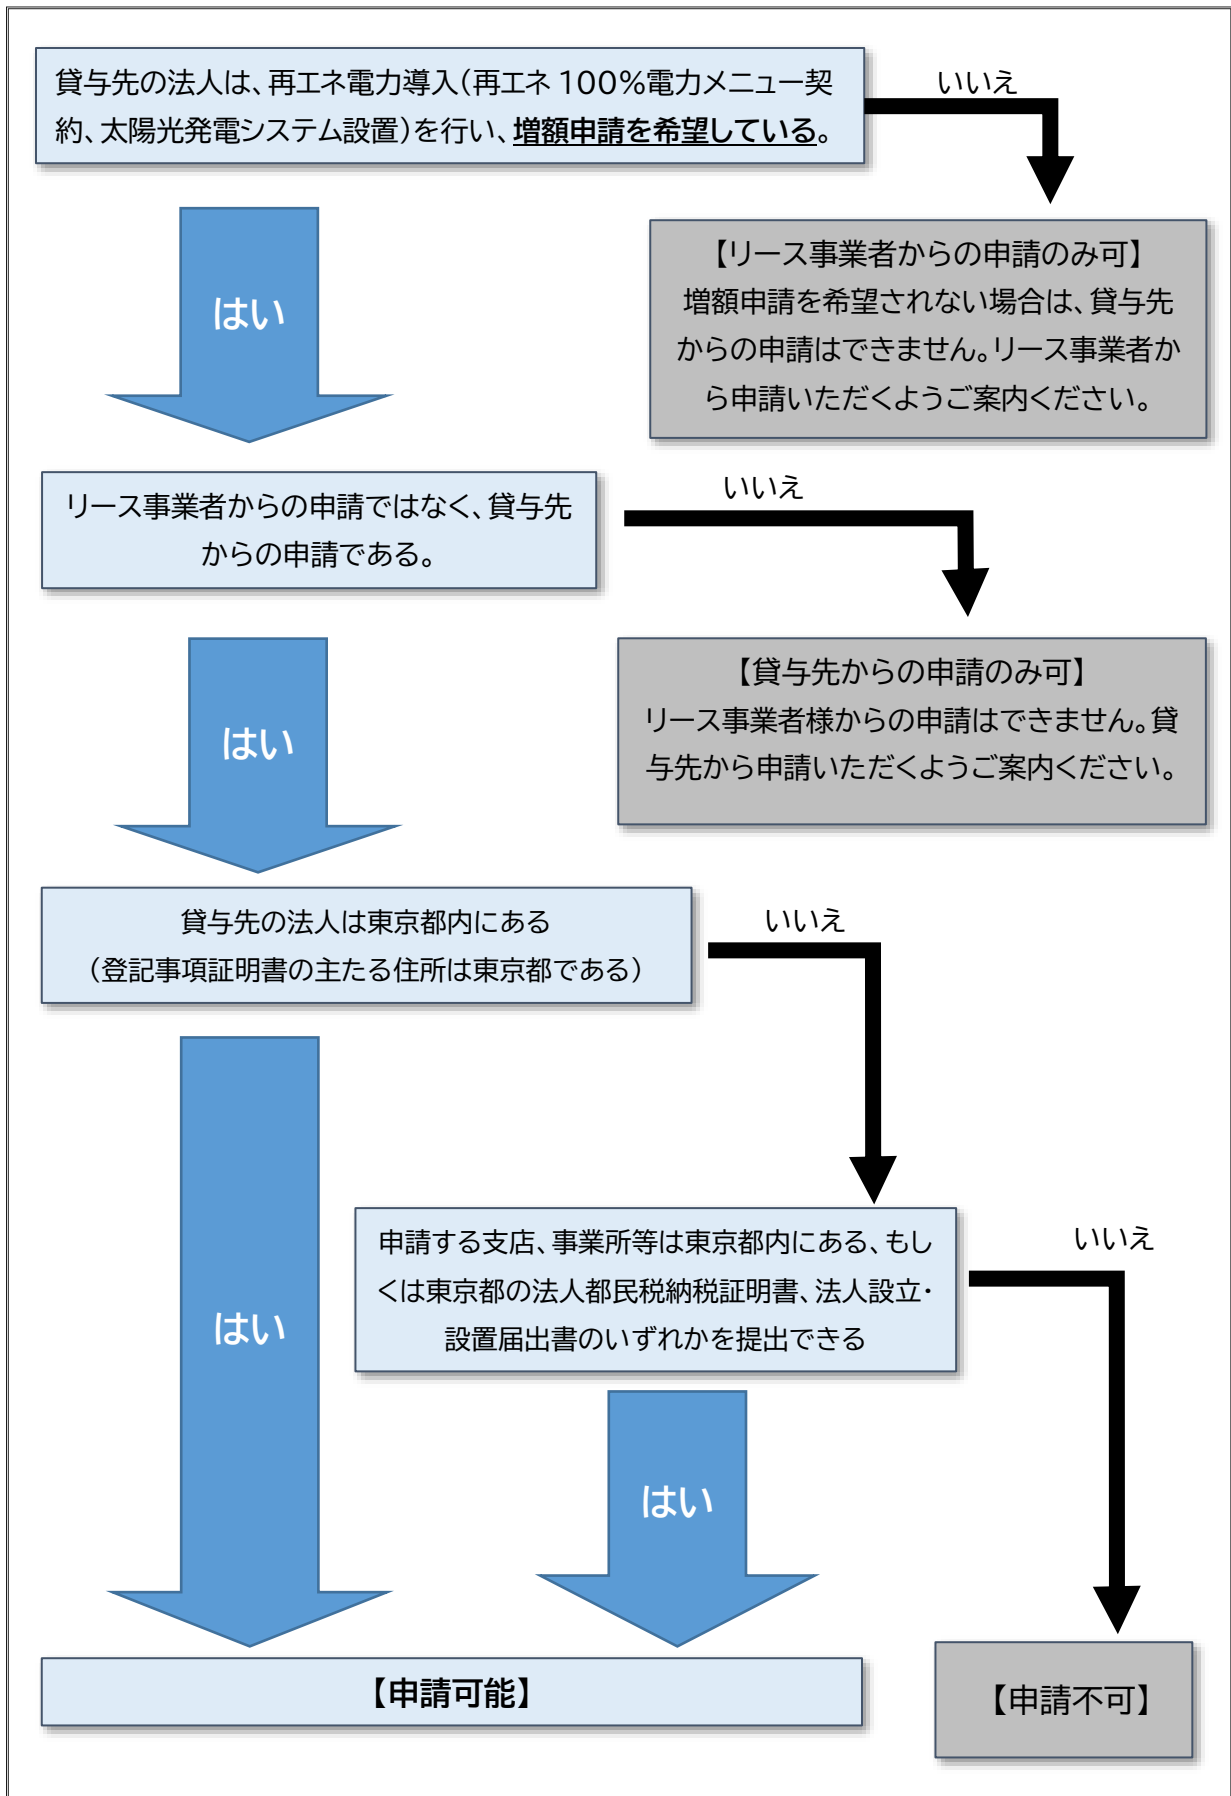 貸与先の法人は、再エネ電力導入（再エネ100％電力メニュー契
約、太陽光発電システム設置）を行い、増額申請を希望している。
いいえ
【リース事業者からの申請のみ可】
増額申請を希望されない場合は、貸与先
からの申請はできません。リース事業者か
ら申請いただくようご案内ください。
はい
リース事業者からの申請ではなく、貸与先
からの申請である。
いいえ
【貸与先からの申請のみ可】
リース事業者様からの申請はできません。貸
与先から申請いただくようご案内ください。
はい
貸与先の法人は東京都内にある
（登記事項証明書の主たる住所は東京都である）
いいえ
申請する支店、事業所等は東京都内にある、もし
くは東京都の法人都民税納税証明書、法人設立・
設置届出書のいずれかを提出できる
いいえ
はい
はい
【申請可能】
【申請不可】